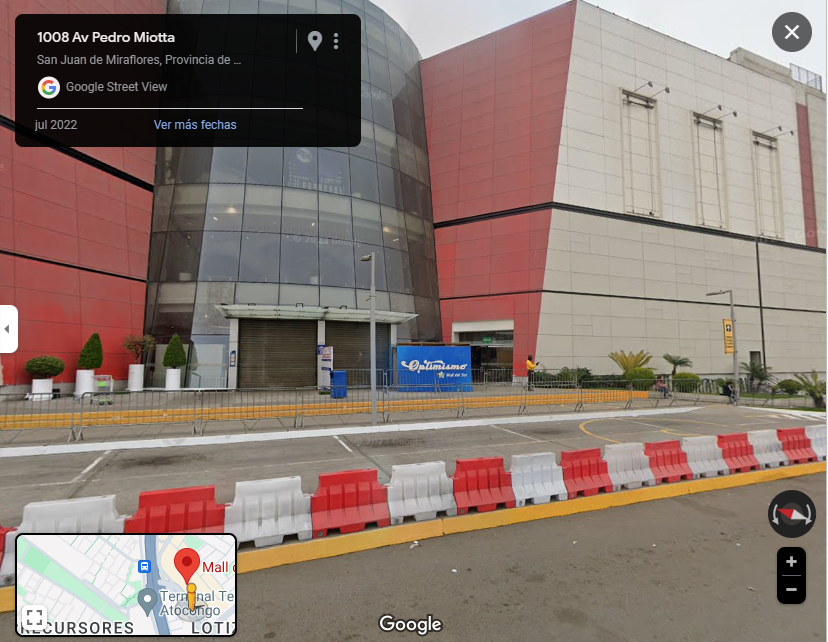 1008 Av Pedro Miotta
San Juan de Miraflores, Provincia de ...
Google Street View
jul 2022
Ver más fechas
Optimismo
Mall del Sur
Mall
Terminal Te
Atocongo
RECURSORES
LOTI
Google